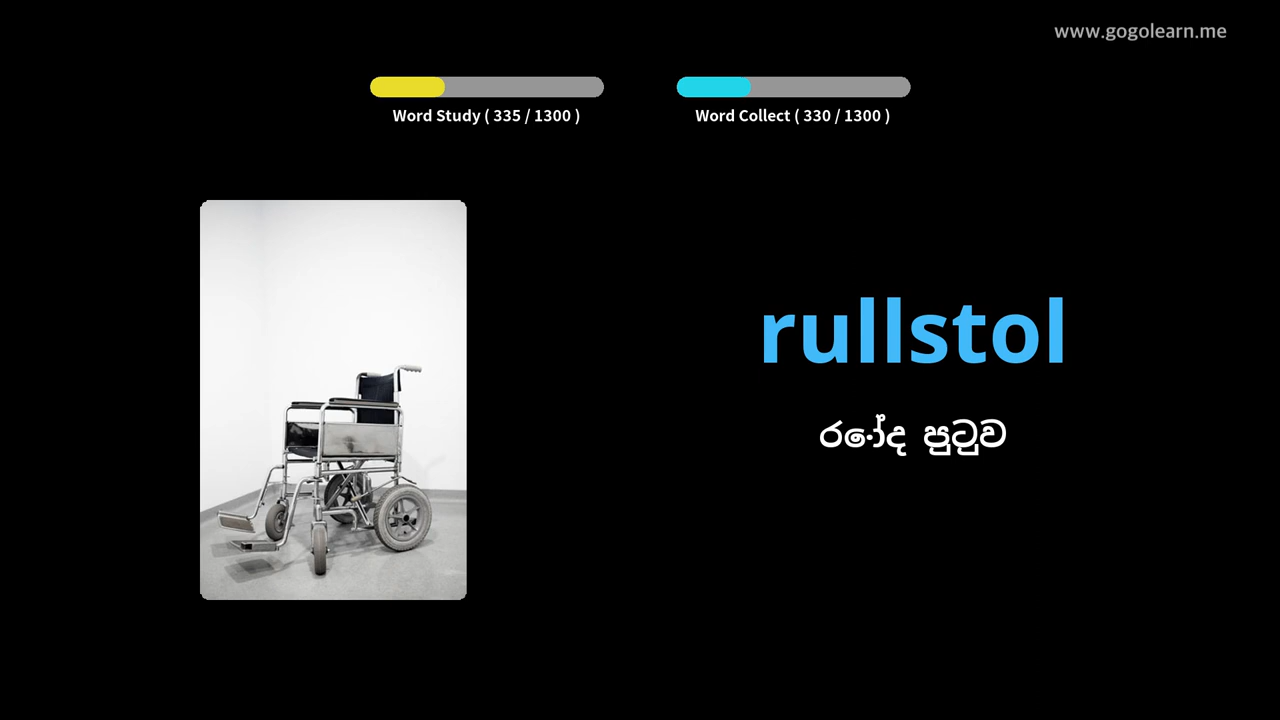 www.gogolearn.me
Word Study ( 335 / 1300 )
Word Collect ( 330 / 1300 )
rullstol
රෝද පුටුව